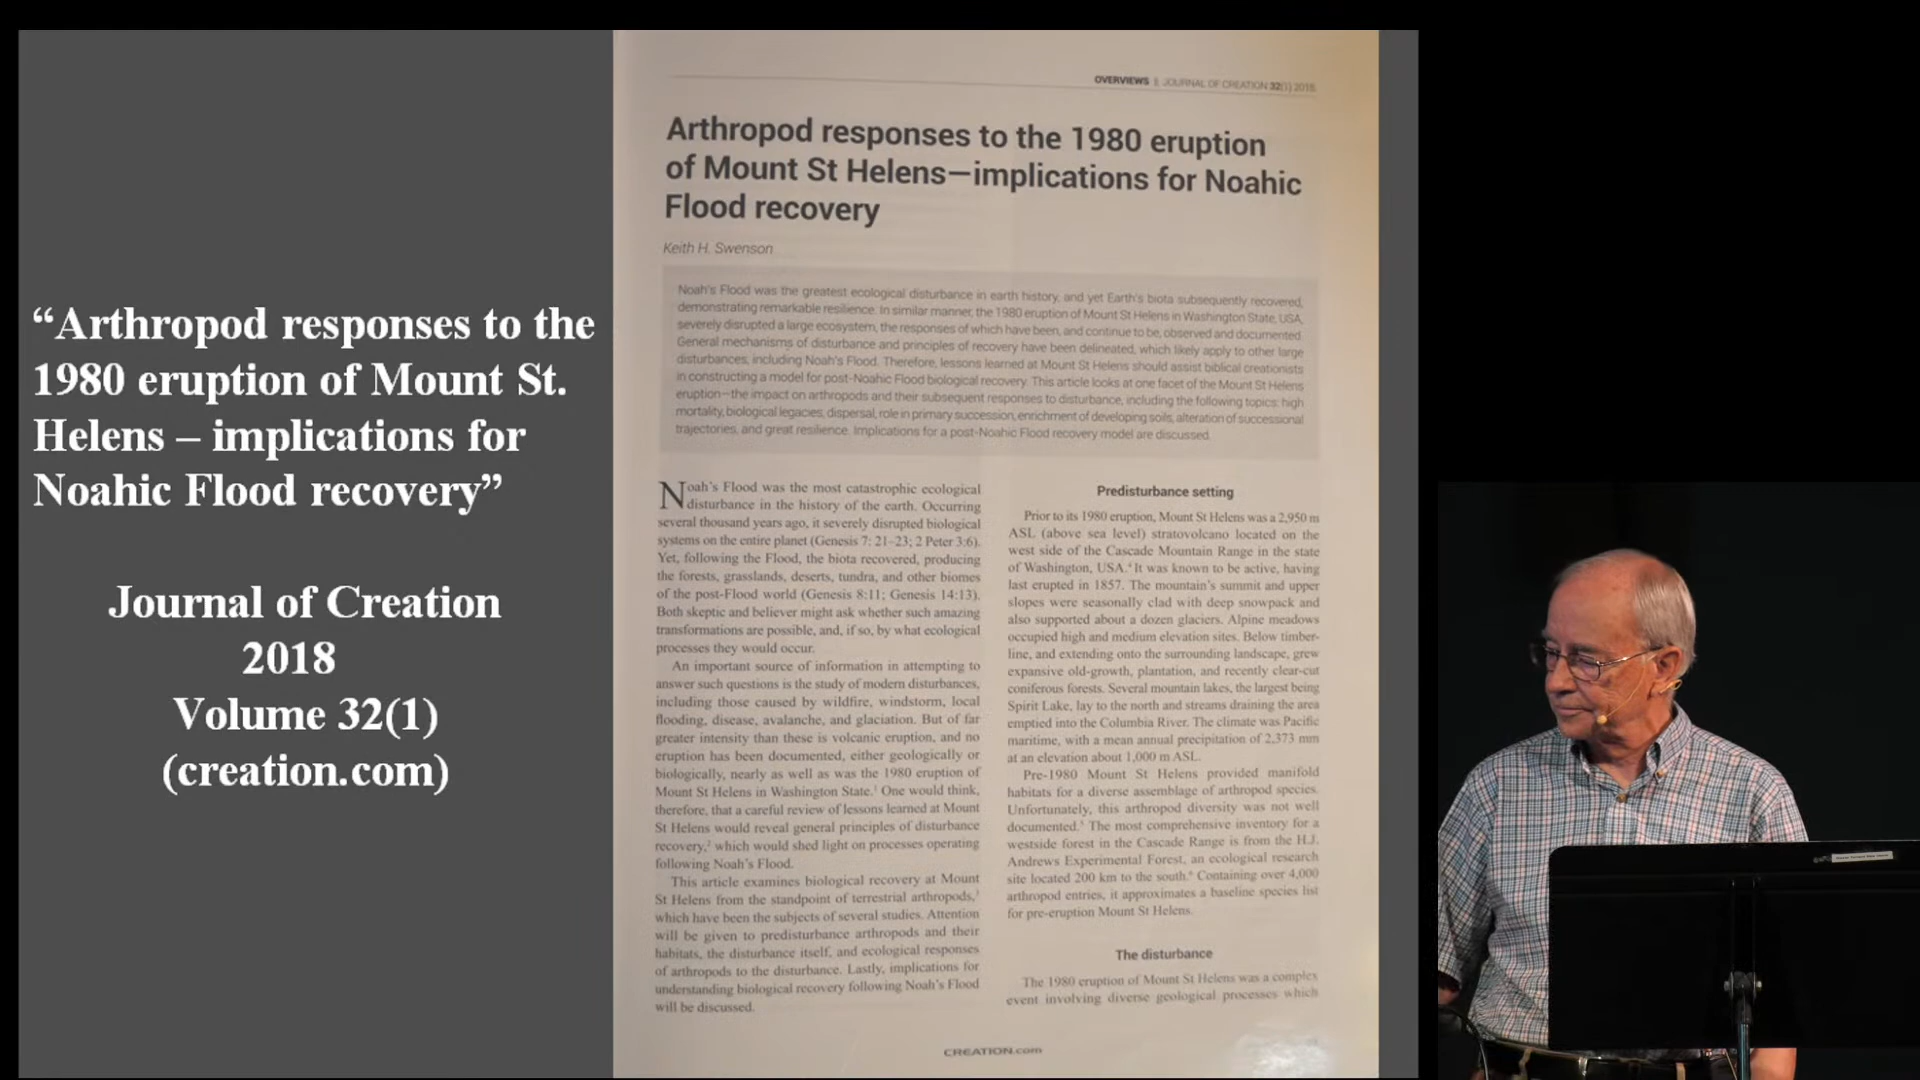 “Arthropod responses to the
1980 eruption of Mount St.
Helens – implications for
Noahic Flood recovery”
Journal of Creation
2018
Volume 32(1)
(creation.com)
OVERVIEWS || JOURNAL OF CREATION 32(1) 2018
Arthropod responses to the 1980 eruption
of Mount St Helens—implications for Noahic
Flood recovery
Keith H. Swenson
Noah's Flood was the greatest ecological disturbance in earth history, and yet Earth's biota subsequently recovered,
demonstrating remarkable resilience. In similar manner, the 1980 eruption of Mount St Helens in Washington State, USA,
severely disrupted a large ecosystem, the responses of which have been, and continue to be, observed and documented.
General mechanisms of disturbance and principles of recovery have been delineated, which likely apply to other large
disturbances, including Noah's Flood. Therefore, lessons learned at Mount St Helens should assist biblical creationists
in constructing a model for post-Noahic Flood biological recovery. This article looks at one facet of the Mount St Helens
eruption—the impact on arthropods and their subsequent responses to disturbance, including the following topics: high
mortality, biological legacies, dispersal, role in primary succession, enrichment of developing soils, alteration of successional
trajectories, and great resilience. Implications for a post-Noahic Flood recovery model are discussed.
Noah's Flood was the most catastrophic ecological
disturbance in the history of the earth. Occurring
several thousand years ago, it severely disrupted biological
systems on the entire planet (Genesis 7: 21–23; 2 Peter 3:6).
Yet, following the Flood, the biota recovered, producing
the forests, grasslands, deserts, tundra, and other biomes
of the post-Flood world (Genesis 8:11; Genesis 14:13).
Both skeptic and believer might ask whether such amazing
transformations are possible, and, if so, by what ecological
processes they would occur.
An important source of information in attempting to
answer such questions is the study of modern disturbances,
including those caused by wildfire, windstorm, local
flooding, disease, avalanche, and glaciation. But of far
greater intensity than these is volcanic eruption, and no
eruption has been documented, either geologically or
biologically, nearly as well as was the 1980 eruption of
Mount St Helens in Washington State.¹ One would think,
therefore, that a careful review of lessons learned at Mount
St Helens would reveal general principles of disturbance
recovery,² which would shed light on processes operating
following Noah's Flood.
This article examines biological recovery at Mount
St Helens from the standpoint of terrestrial arthropods,³
which have been the subjects of several studies. Attention
will be given to predisturbance arthropods and their
habitats, the disturbance itself, and ecological responses
of arthropods to the disturbance. Lastly, implications for
understanding biological recovery following Noah's Flood
will be discussed.
Predisturbance setting
Prior to its 1980 eruption, Mount St Helens was a 2,950 m
ASL (above sea level) stratovolcano located on the
west side of the Cascade Mountain Range in the state
of Washington, USA.⁴ It was known to be active, having
last erupted in 1857. The mountain's summit and upper
slopes were seasonally clad with deep snowpack and
also supported about a dozen glaciers. Alpine meadows
occupied high and medium elevation sites. Below timber-
line, and extending onto the surrounding landscape, grew
expansive old-growth, plantation, and recently clear-cut
coniferous forests. Several mountain lakes, the largest being
Spirit Lake, lay to the north and streams draining the area
emptied into the Columbia River. The climate was Pacific
maritime, with a mean annual precipitation of 2,373 mm
at an elevation about 1,000 m ASL.
Pre-1980 Mount St Helens provided manifold
habitats for a diverse assemblage of arthropod species.
Unfortunately, this arthropod diversity was not well
documented.⁵ The most comprehensive inventory for a
westside forest in the Cascade Range is from the H.J.
Andrews Experimental Forest, an ecological research
site located 200 km to the south.⁶ Containing over 4,000
arthropod entries, it approximates a baseline species list
for pre-eruption Mount St Helens.
The disturbance
The 1980 eruption of Mount St Helens was a complex
event involving diverse geological processes which
CREATION.com